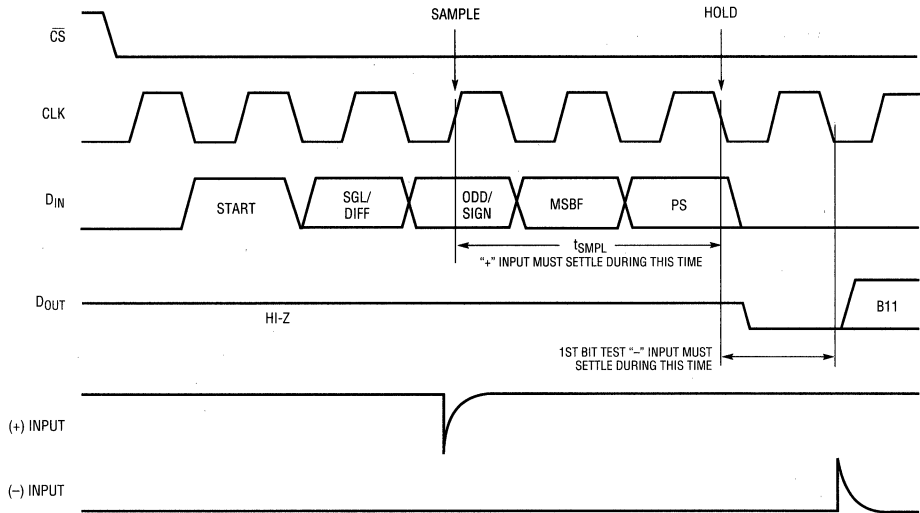 SAMPLE
HOLD
CS
CLK
DIN
START
SGL/
DIFF
ODD/
SIGN
MSBF
PS
tSMPL
"+" INPUT MUST SETTLE DURING THIS TIME
DOUT
HI-Z
B11
1ST BIT TEST "–" INPUT MUST
SETTLE DURING THIS TIME
(+) INPUT
(–) INPUT